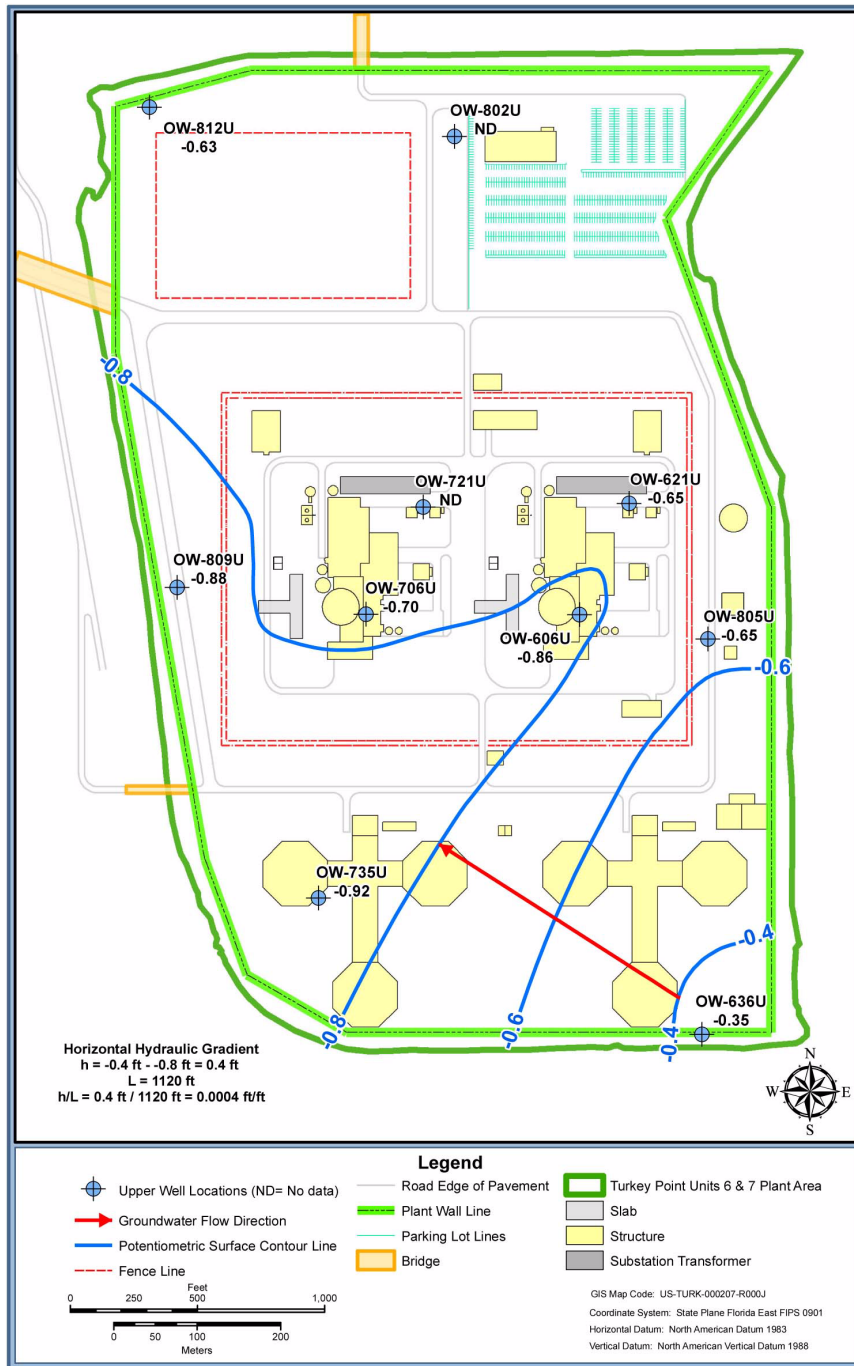 OW-812U
-0.63
OW-802U
ND
-0.8
OW-721U
ND
OW-621U
-0.65
OW-809U
-0.88
OW-706U
-0.70
OW-606U
-0.86
OW-805U
-0.65
-0.6
OW-735U
-0.92
-0.4
OW-636U
-0.35
-0.8
-0.6
-0.4
Horizontal Hydraulic Gradient
h = -0.4 ft - -0.8 ft = 0.4 ft
L = 1120 ft
h/L = 0.4 ft / 1120 ft = 0.0004 ft/ft
N
W
E
S
Legend
Upper Well Locations (ND= No data)
Groundwater Flow Direction
Potentiometric Surface Contour Line
Fence Line
Road Edge of Pavement
Plant Wall Line
Parking Lot Lines
Bridge
Turkey Point Units 6 & 7 Plant Area
Slab
Structure
Substation Transformer
Feet
0 250 500 1,000
0 50 100 200
Meters
GIS Map Code: US-TURK-000207-R000J
Coordinate System: State Plane Florida East FIPS 0901
Horizontal Datum: North American Datum 1983
Vertical Datum: North American Vertical Datum 1988